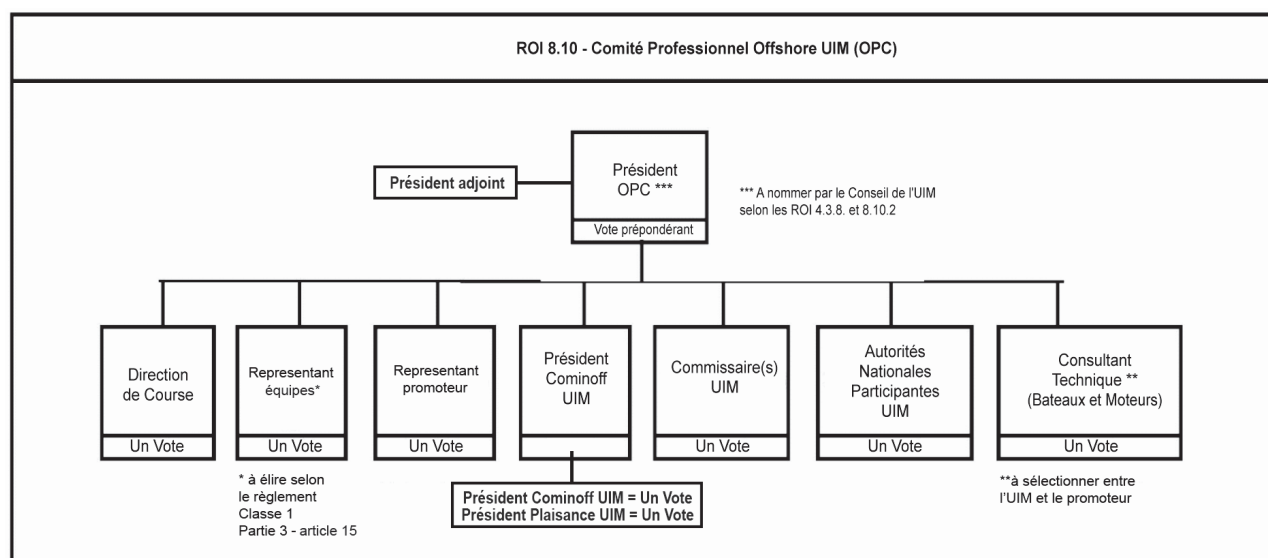 ROI 8.10 - Comité Professionnel Offshore UIM (OPC)
Président adjoint
Président
OPC ***
Vote prépondérant
*** A nommer par le Conseil de l'UIM
selon les ROI 4.3.8. et 8.10.2
Direction
de Course
Un Vote
Representant
équipes*
Un Vote
Representant
promoteur
Un Vote
Président
Cominoff
UIM
Commissaire(s)
UIM
Un Vote
Autorités
Nationales
Participantes
UIM
Un Vote
Consultant
Technique **
(Bateaux et Moteurs)
Un Vote
* à élire selon
le règlement
Classe 1
Partie 3 - article 15
Président Cominoff UIM = Un Vote
Président Plaisance UIM = Un Vote
**à sélectionner entre
l'UIM et le promoteur